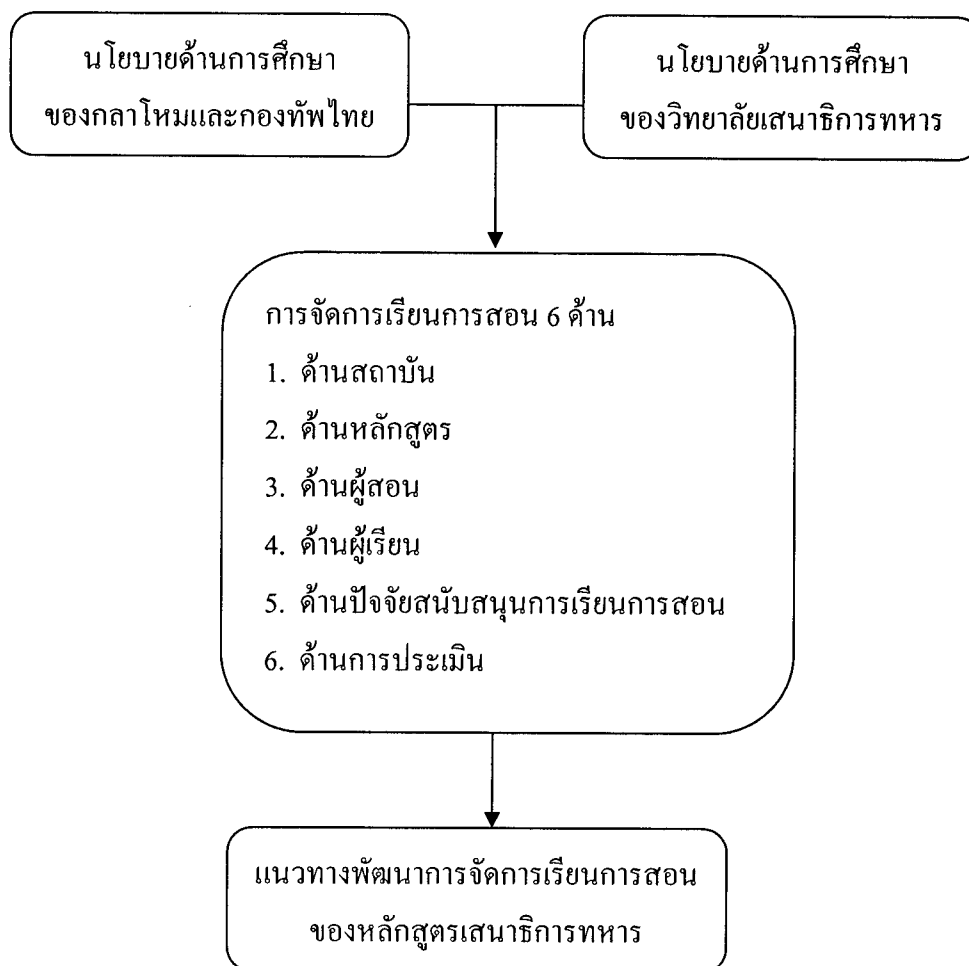 นโยบายด้านการศึกษา
ของกลาโหมและกองทัพไทย
นโยบายด้านการศึกษา
ของวิทยาลัยเสนาธิการทหาร
การจัดการเรียนการสอน 6 ด้าน
1. ด้านสถาบัน
2. ด้านหลักสูตร
3. ด้านผู้สอน
4. ด้านผู้เรียน
5. ด้านปัจจัยสนับสนุนการเรียนการสอน
6. ด้านการประเมิน
แนวทางพัฒนาการจัดการเรียนการสอน
ของหลักสูตรเสนาธิการทหาร